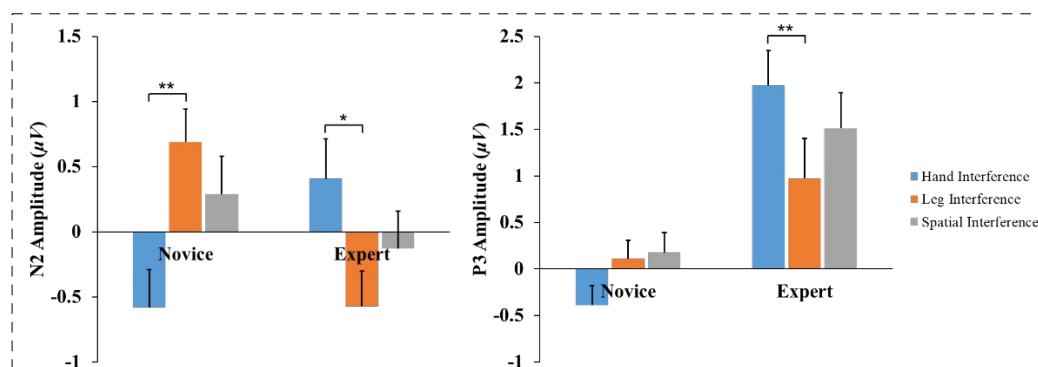 N2 Amplitude (μV)
1.5
1
0.5
0
-0.5
-1
**
*
Novice
Expert
P3 Amplitude (μV)
2.5
2
1.5
1
0.5
0
-0.5
-1
**
Novice
Expert
Hand Interference
Leg Interference
Spatial Interference